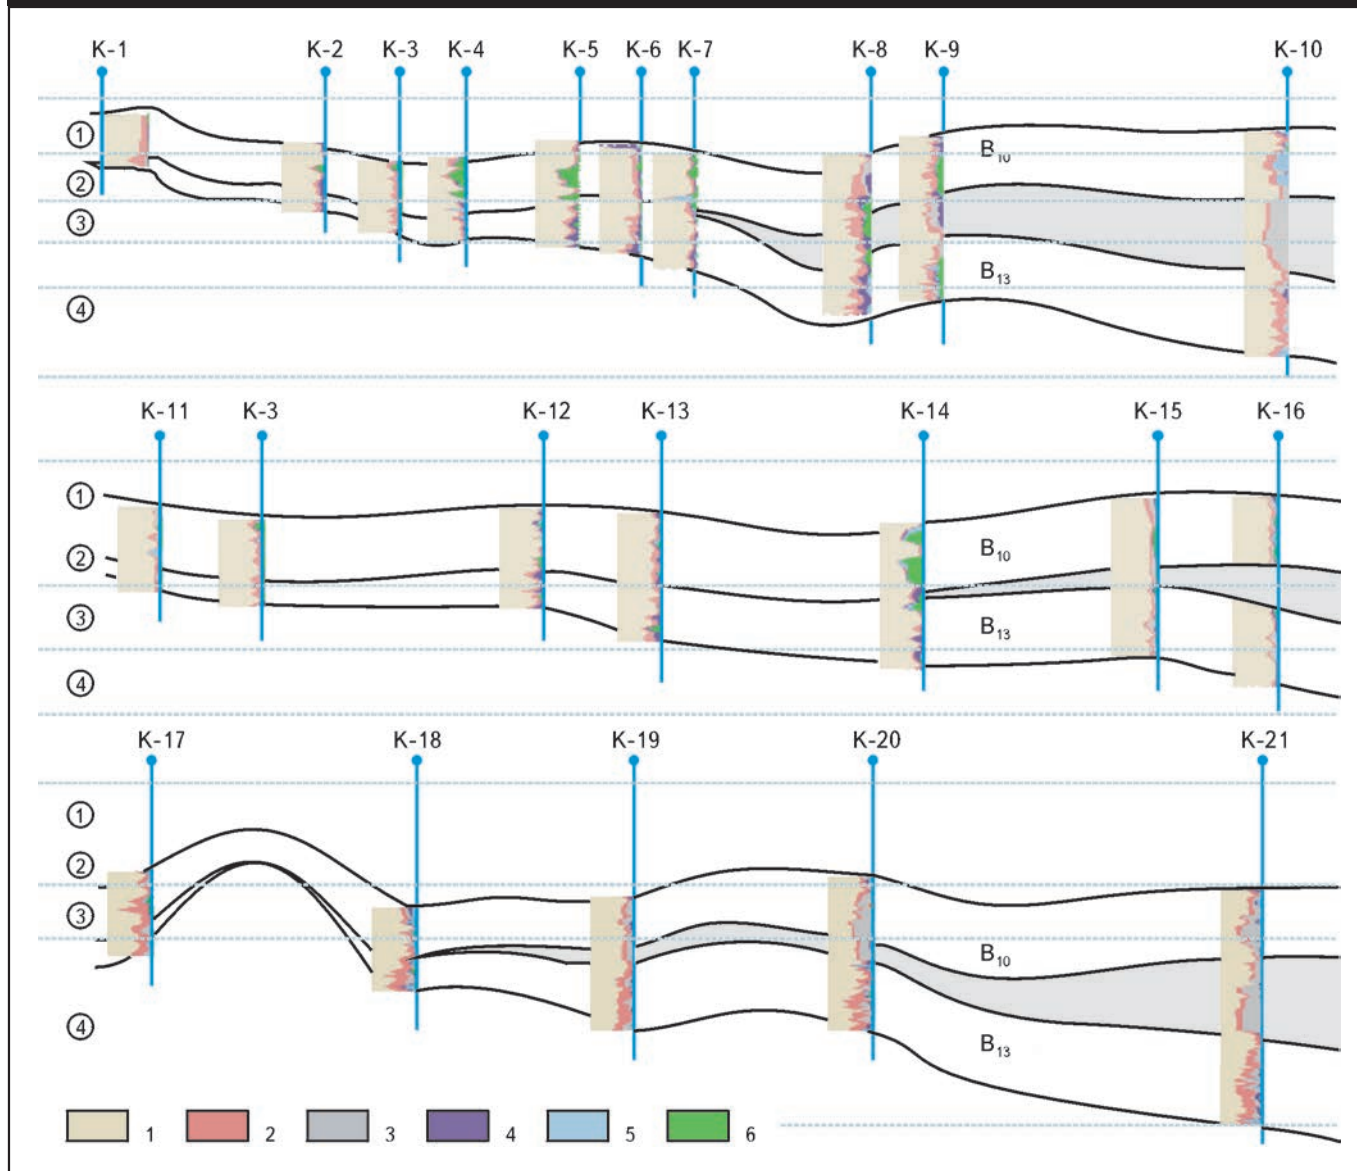 K-1 K-2 K-3 K-4 K-5 K-6 K-7 K-8 K-9 K-10
① B10
②
③
B13
④
K-11 K-3 K-12 K-13 K-14 K-15 K-16
①
② B10
③ B13
④
K-17 K-18 K-19 K-20 K-21
①
②
③
B10
④ B13
1 2 3 4 5 6